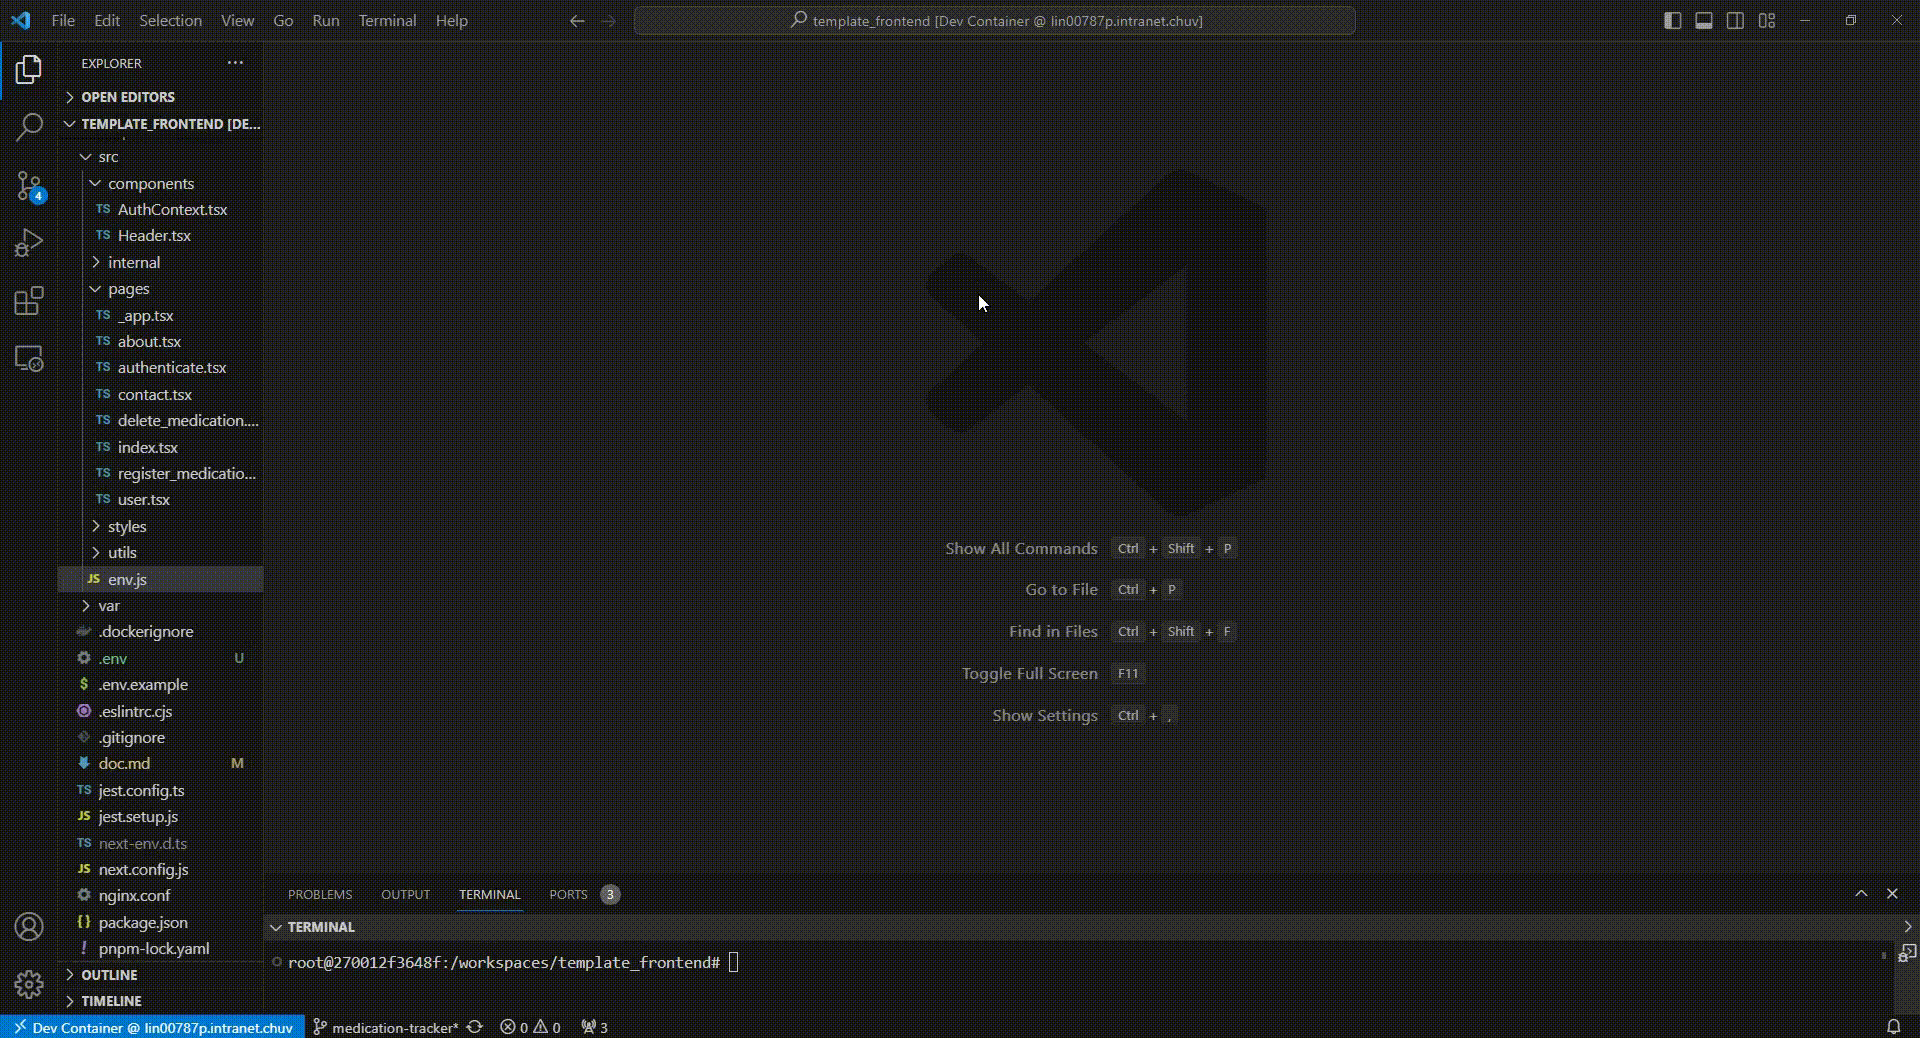 File Edit Selection View Go Run Terminal Help
template_frontend [Dev Container @ lin00787p.intranet.chuv]
EXPLORER
OPEN EDITORS
TEMPLATE_FRONTEND [DE...
src
components
TS AuthContext.tsx
TS Header.tsx
internal
pages
TS _app.tsx
TS about.tsx
TS authenticate.tsx
TS contact.tsx
TS delete_medication....
TS index.tsx
TS register_medicatio...
TS user.tsx
styles
utils
JS env.js
var
.dockerignore
.env U
$ .env.example
.eslintrc.cjs
.gitignore
doc.md M
TS jest.config.ts
JS jest.setup.js
TS next-env.d.ts
JS next.config.js
nginx.conf
{} package.json
! pnpm-lock.yaml
OUTLINE
TIMELINE
4
Show All Commands Ctrl + Shift + P
Go to File Ctrl + P
Find in Files Ctrl + Shift + F
Toggle Full Screen F11
Show Settings Ctrl + ,
PROBLEMS OUTPUT TERMINAL PORTS 3
TERMINAL
root@270012f3648f:/workspaces/template_frontend#
Dev Container @ lin00787p.intranet.chuv medication-tracker* 0 0 3